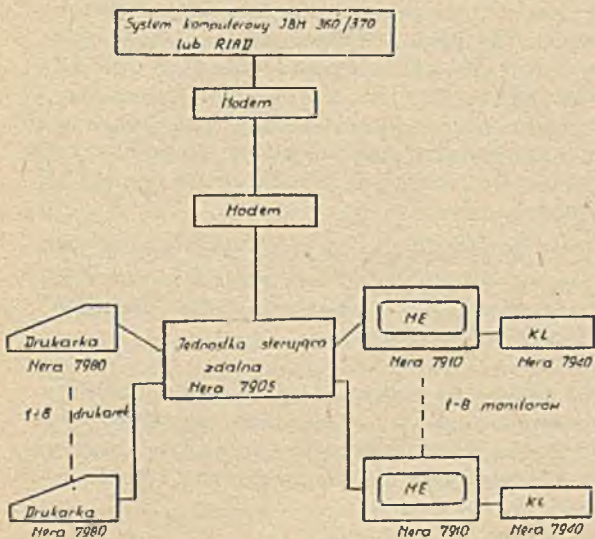 System komputerowy JBM 360/370
lub RIAD
Modem
Modem
Drukarka
Mera 7980
Jednostka sterująca
zdalna
Mera 7905
ME
Mera 7910
KL
Mera 7940
1÷8 drukarek
1-8 monitorów
Drukarka
Mera 7980
ME
Mera 7910
KL
Mera 7940